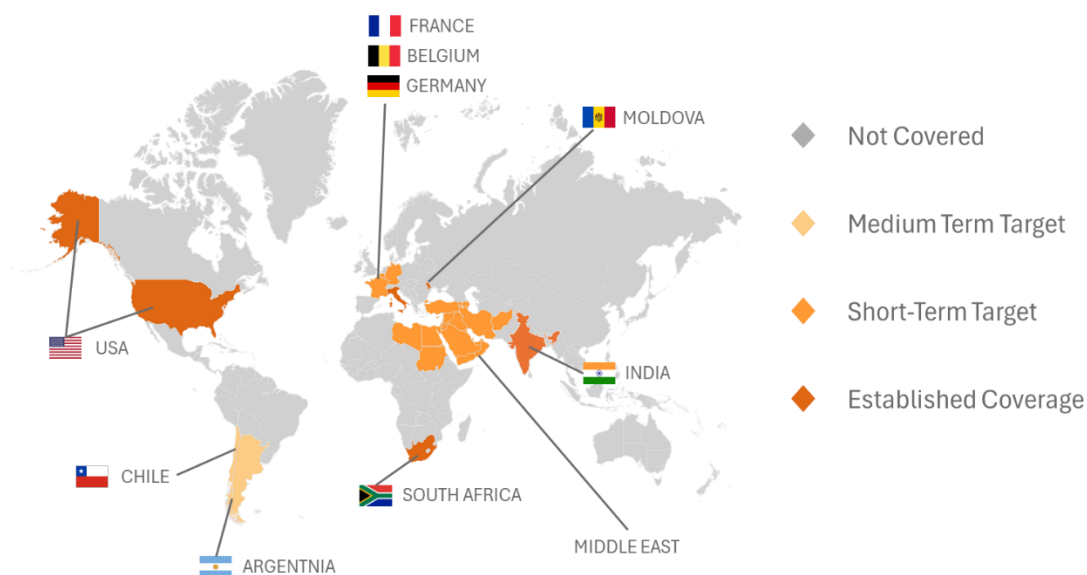 FRANCE
BELGIUM
GERMANY
MOLDOVA
Not Covered
Medium Term Target
Short-Term Target
USA
INDIA
Established Coverage
CHILE
SOUTH AFRICA
MIDDLE EAST
ARGENTNIA